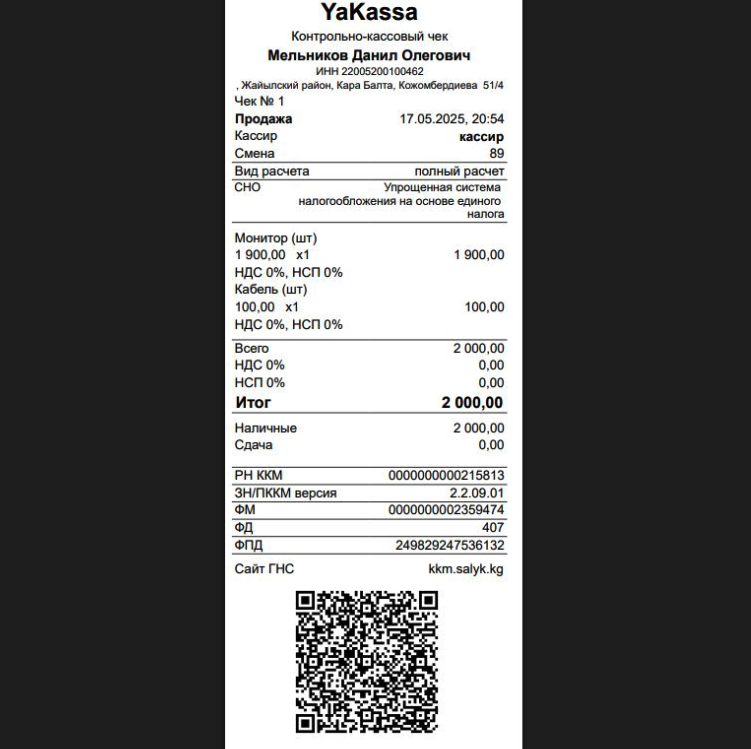 YaKassa
Контрольно-кассовый чек
Мельников Данил Олегович
ИНН 22005200100462
, Жайылский район, Кара Балта, Кожомбердиева 51/4
Чек № 1
Продажа 17.05.2025, 20:54
Кассир кассир
Смена 89
Вид расчета полный расчет
СНО Упрощенная система
налогообложения на основе единого
налога
Монитор (шт)
1 900,00 x1 1 900,00
НДС 0%, НСП 0%
Кабель (шт)
100,00 x1 100,00
НДС 0%, НСП 0%
Всего 2 000,00
НДС 0% 0,00
НСП 0% 0,00
Итог 2 000,00
Наличные 2 000,00
Сдача 0,00
РН ККМ 0000000000215813
ЗН/ПККМ версия 2.2.09.01
ФМ 0000000002359474
ФД 407
ФПД 249829247536132
Сайт ГНС kkm.salyk.kg